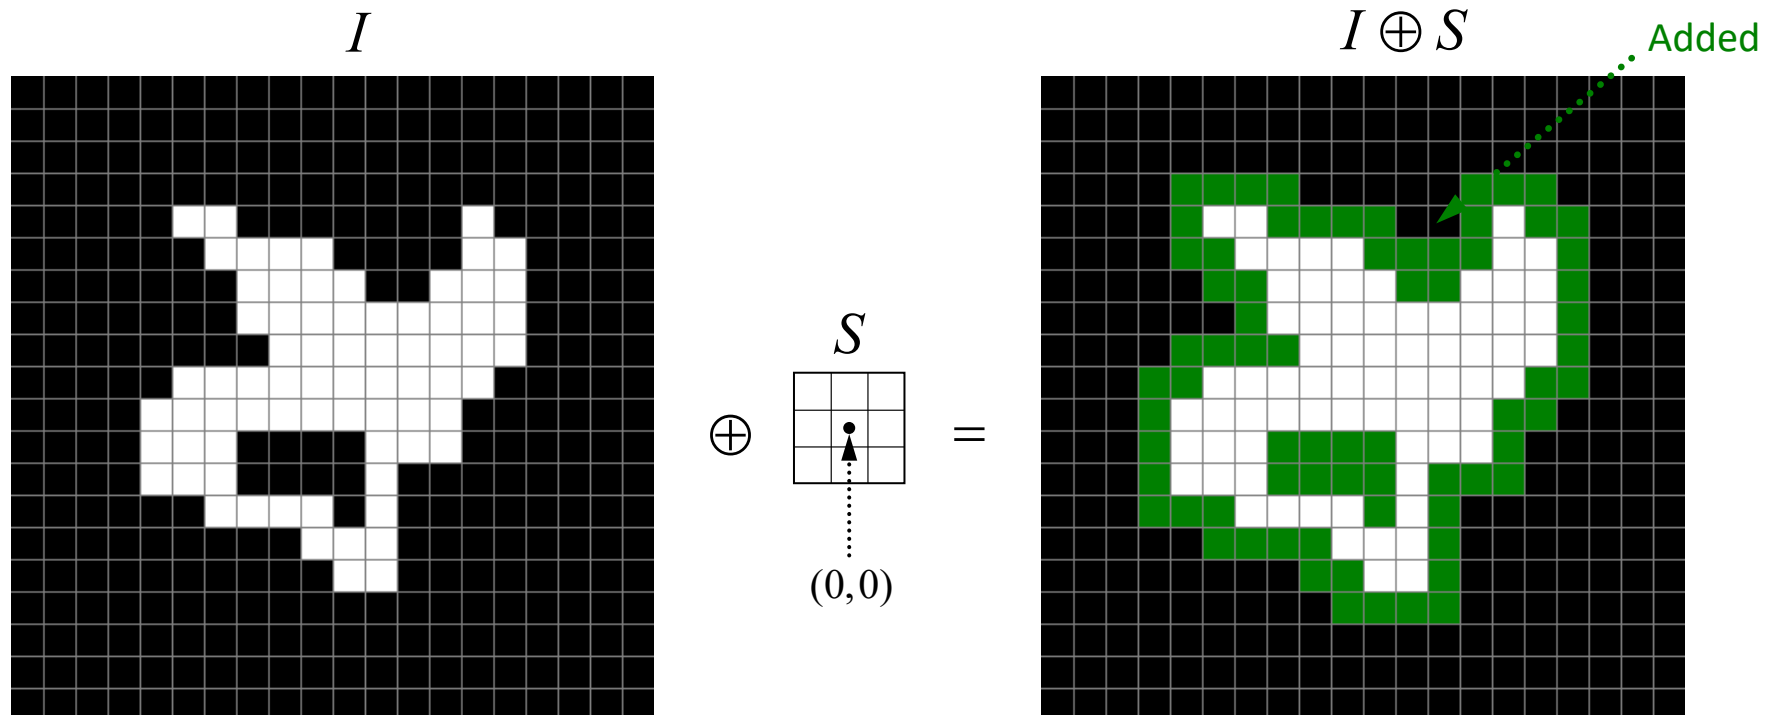 I
I ⊕ S
Added
S
⊕
=
(0,0)